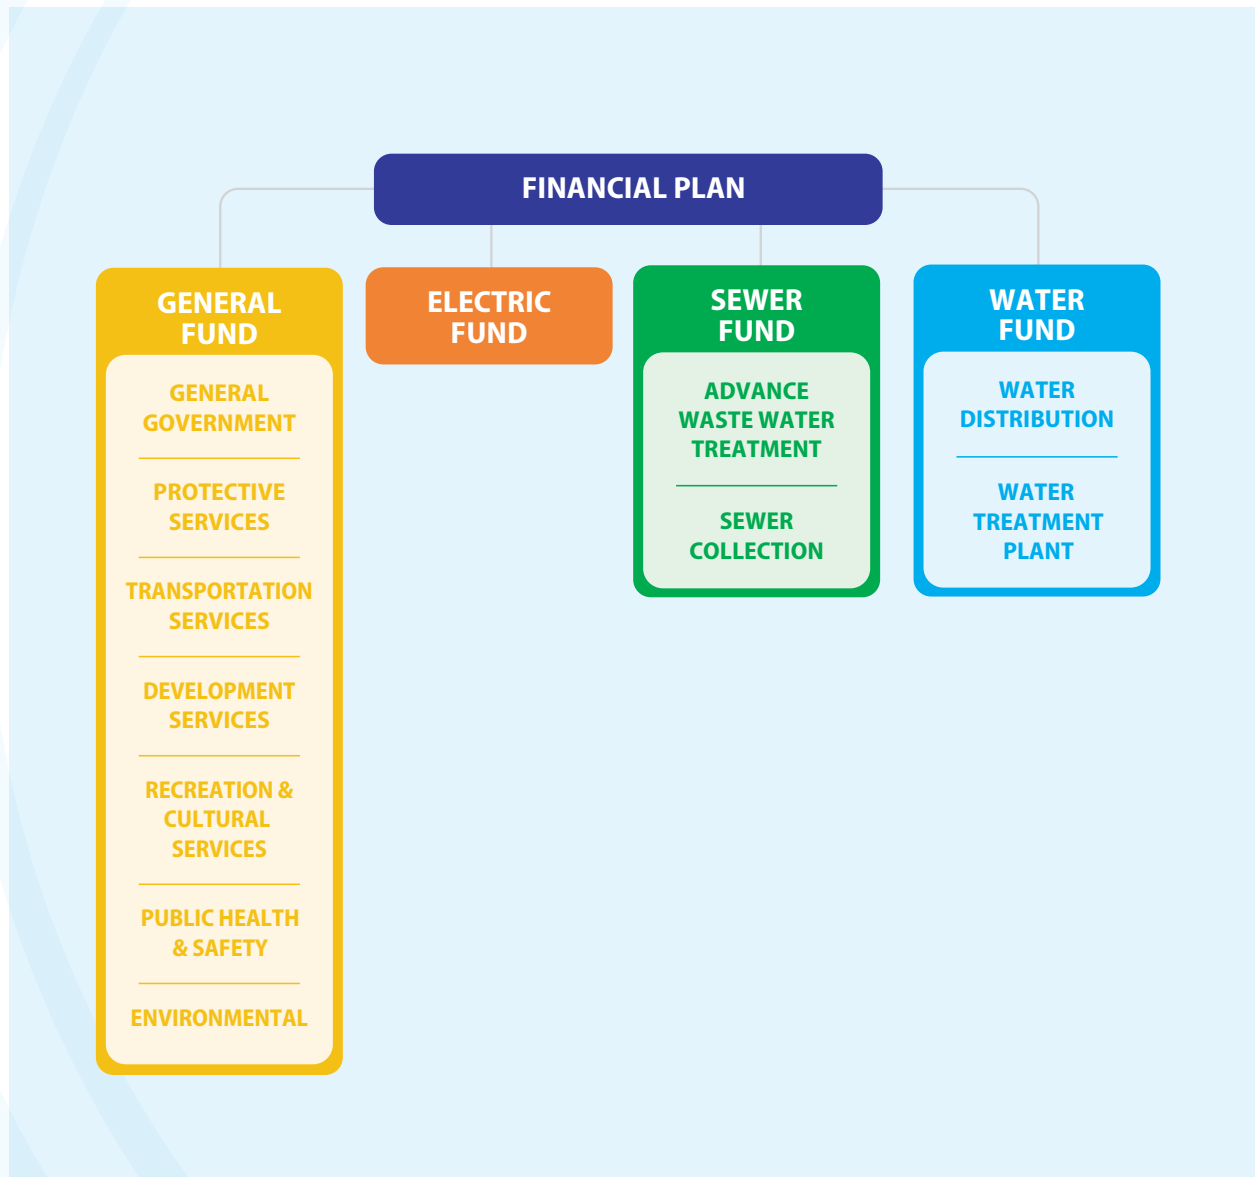 FINANCIAL PLAN
GENERAL
FUND
GENERAL
GOVERNMENT
PROTECTIVE
SERVICES
TRANSPORTATION
SERVICES
DEVELOPMENT
SERVICES
RECREATION &
CULTURAL
SERVICES
PUBLIC HEALTH
& SAFETY
ENVIRONMENTAL
ELECTRIC
FUND
SEWER
FUND
ADVANCE
WASTE WATER
TREATMENT
SEWER
COLLECTION
WATER
FUND
WATER
DISTRIBUTION
WATER
TREATMENT
PLANT